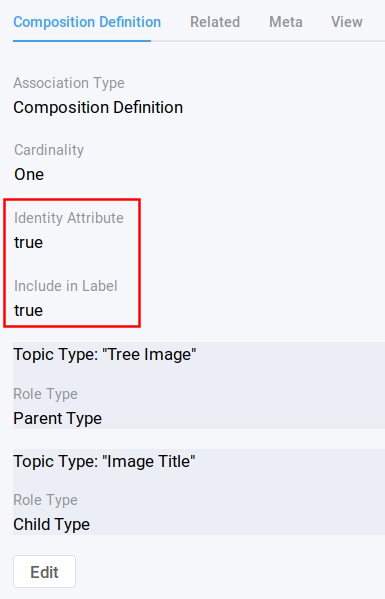 Composition Definition Related Meta View
Association Type
Composition Definition
Cardinality
One
Identity Attribute
true
Include in Label
true
Topic Type: "Tree Image"
Role Type
Parent Type
Topic Type: "Image Title"
Role Type
Child Type
Edit